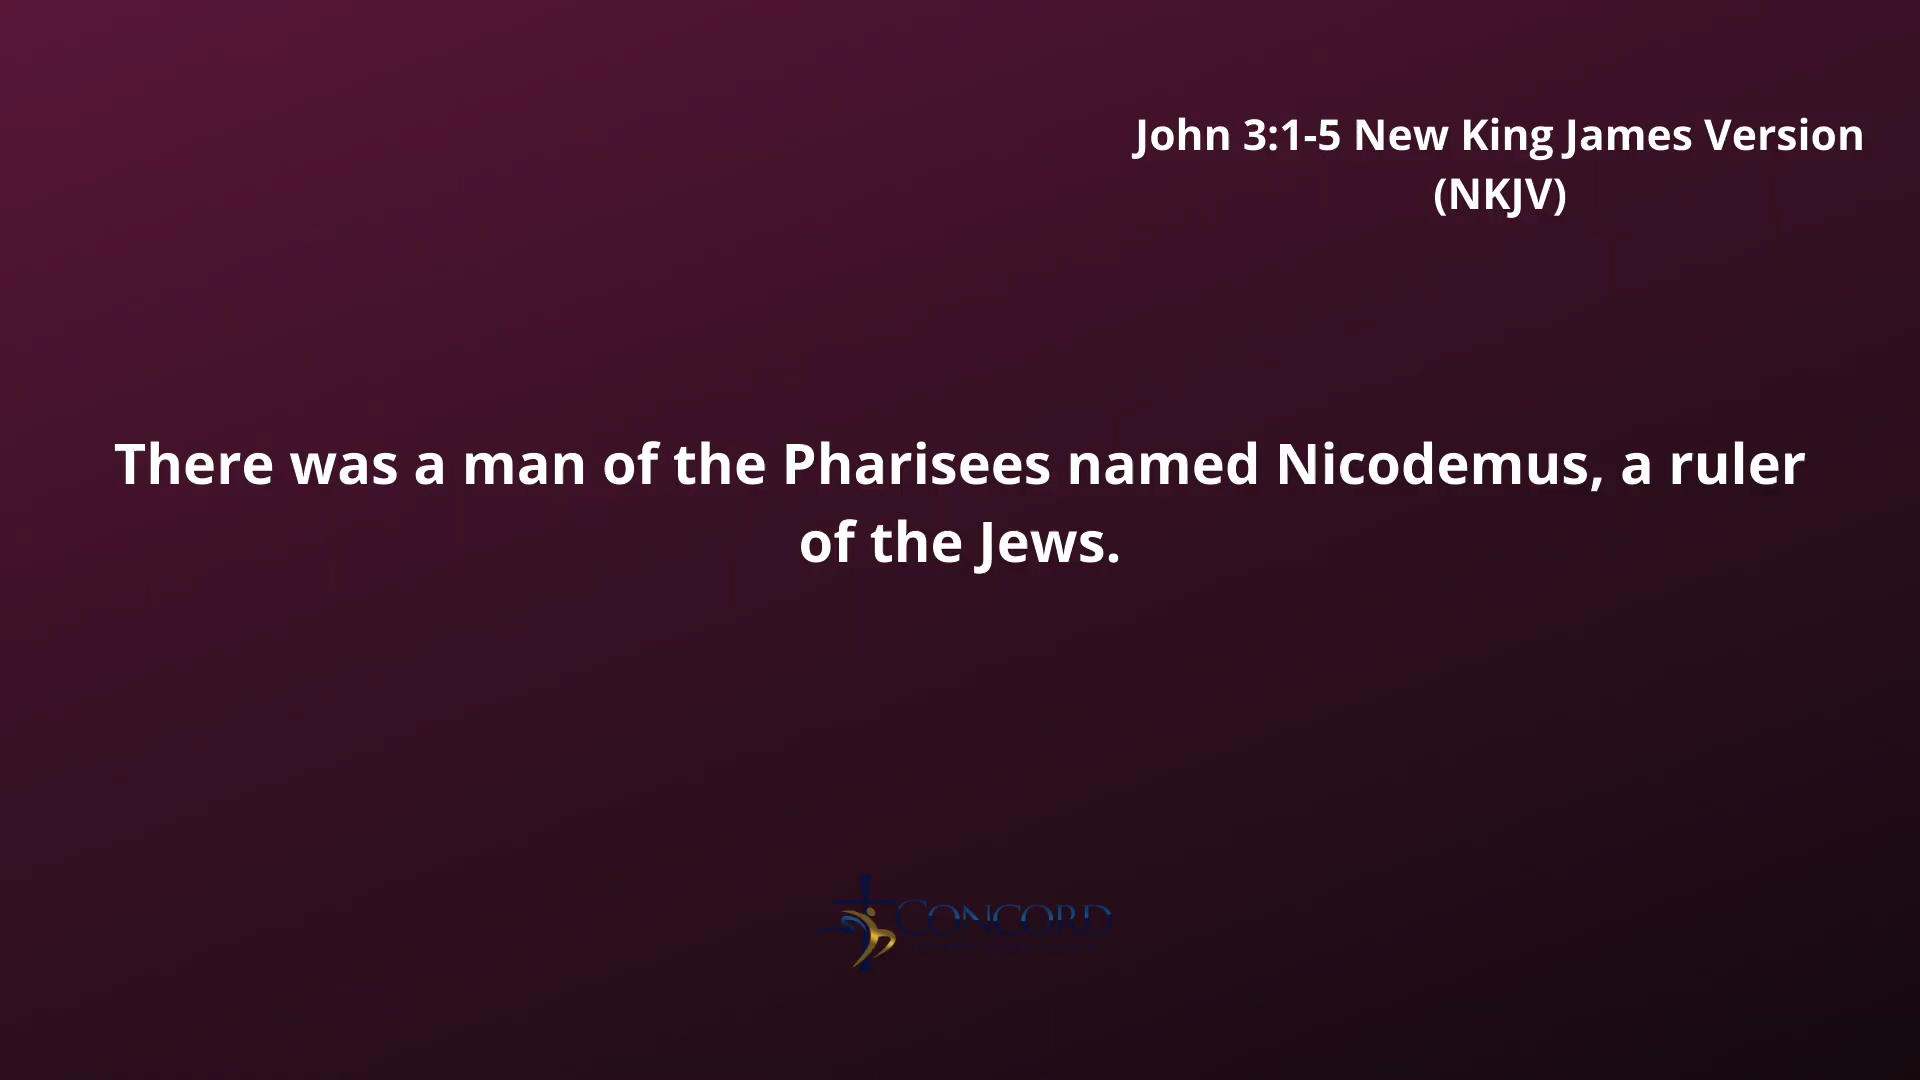 John 3:1-5 New King James Version
(NKJV)
There was a man of the Pharisees named Nicodemus, a ruler
of the Jews.
CONCORD